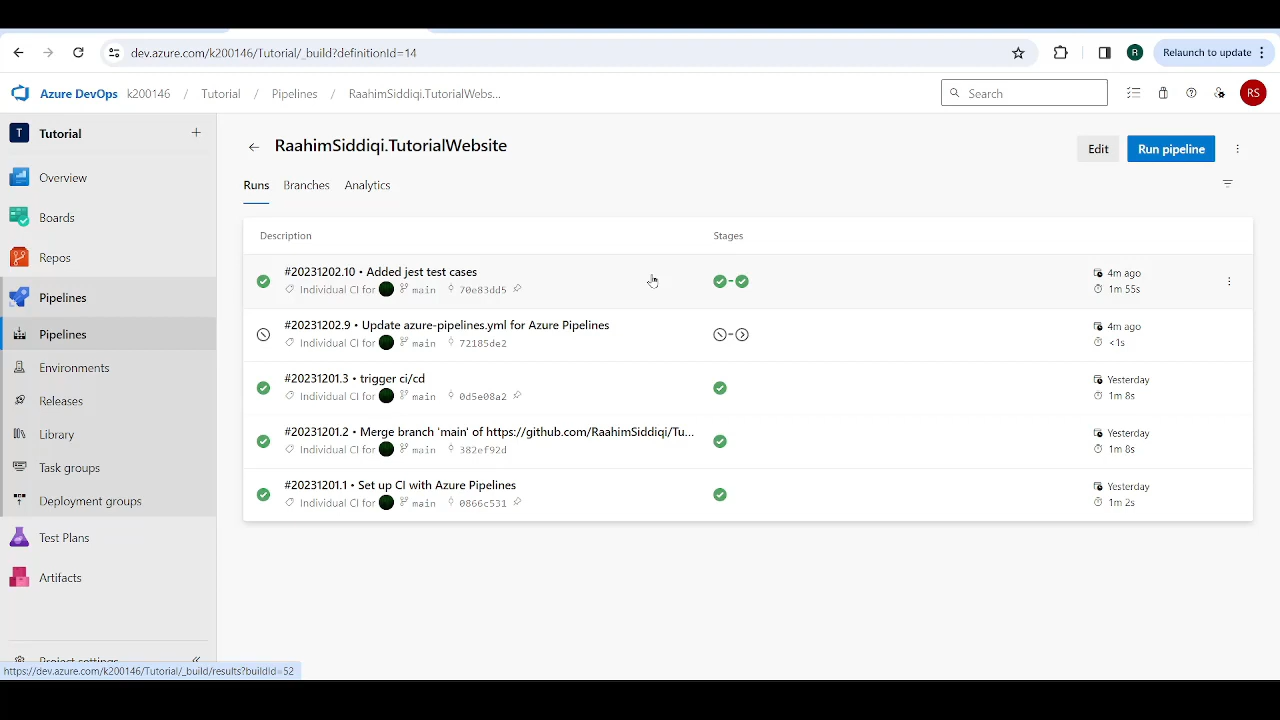 dev.azure.com/k200146/Tutorial/_build?definitionId=14
R
Relaunch to update
Azure DevOps k200146 / Tutorial / Pipelines / RaahimSiddiqi.TutorialWebs...
Search
RS
T Tutorial
Overview
Boards
Repos
Pipelines
Pipelines
Environments
Releases
Library
Task groups
Deployment groups
Test Plans
Artifacts
Project settings
RaahimSiddiqi.TutorialWebsite
Edit
Run pipeline
Runs Branches Analytics
Description Stages
#20231202.10 • Added jest test cases
Individual CI for main 70e83dd5
4m ago
1m 55s
#20231202.9 • Update azure-pipelines.yml for Azure Pipelines
Individual CI for main 72185de2
4m ago
<1s
#20231201.3 • trigger ci/cd
Individual CI for main 0d5e08a2
Yesterday
1m 8s
#20231201.2 • Merge branch 'main' of https://github.com/RaahimSiddiqi/Tu...
Individual CI for main 382ef92d
Yesterday
1m 8s
#20231201.1 • Set up CI with Azure Pipelines
Individual CI for main 0866c531
Yesterday
1m 2s
https://dev.azure.com/k200146/Tutorial/_build/results?buildId=52